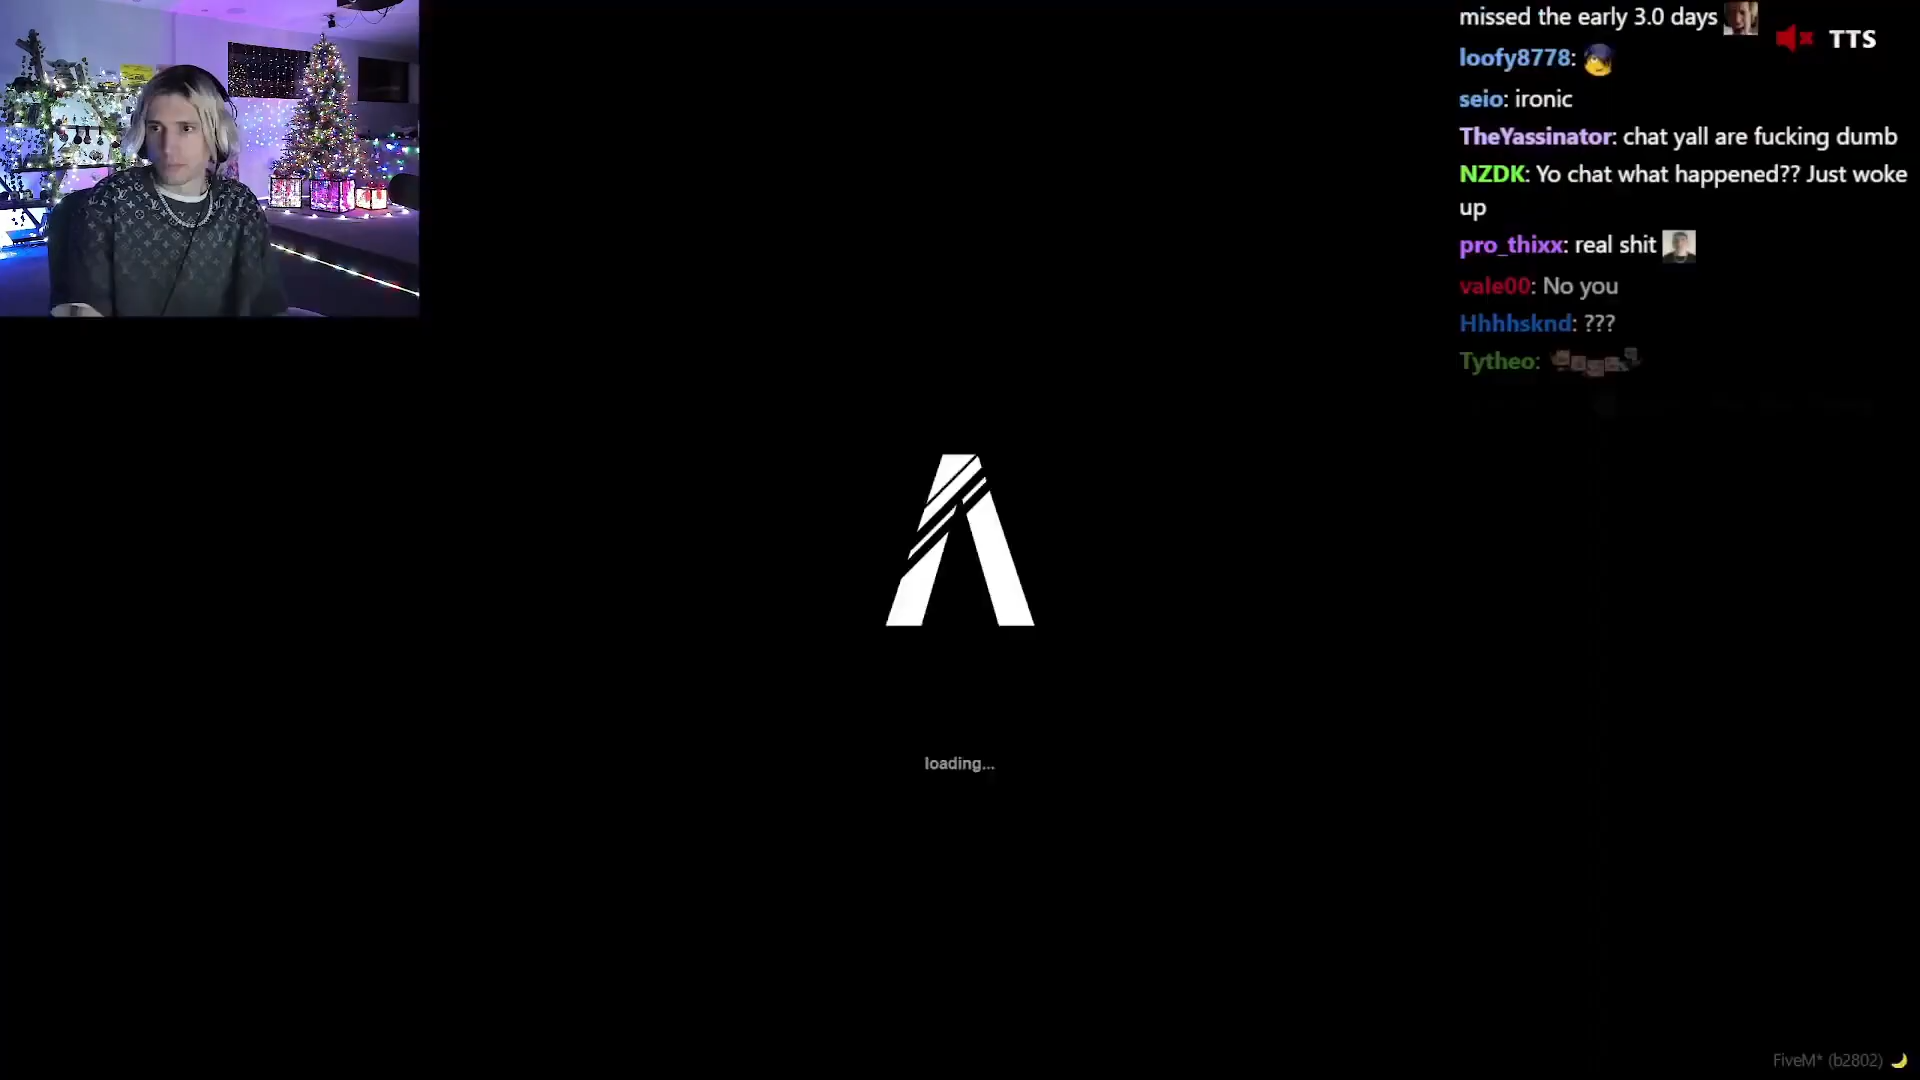 missed the early 3.0 days
TTS
loofy8778:
seio: ironic
TheYassinator: chat yall are fucking dumb
NZDK: Yo chat what happened?? Just woke
up
pro_thixx: real shit
vale00: No you
Hhhhsknd: ???
Tytheo:
loading...
FiveM* (b2802)